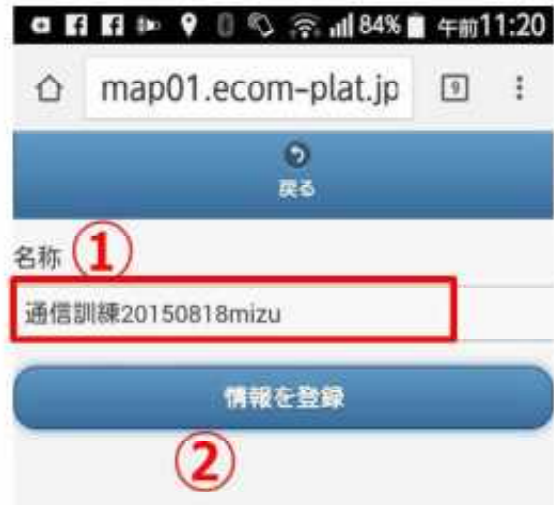 84% 午前11:20
map01.ecom-plat.jp 9
戻る
名称 ①
通信訓練20150818mizu
情報を登録
②